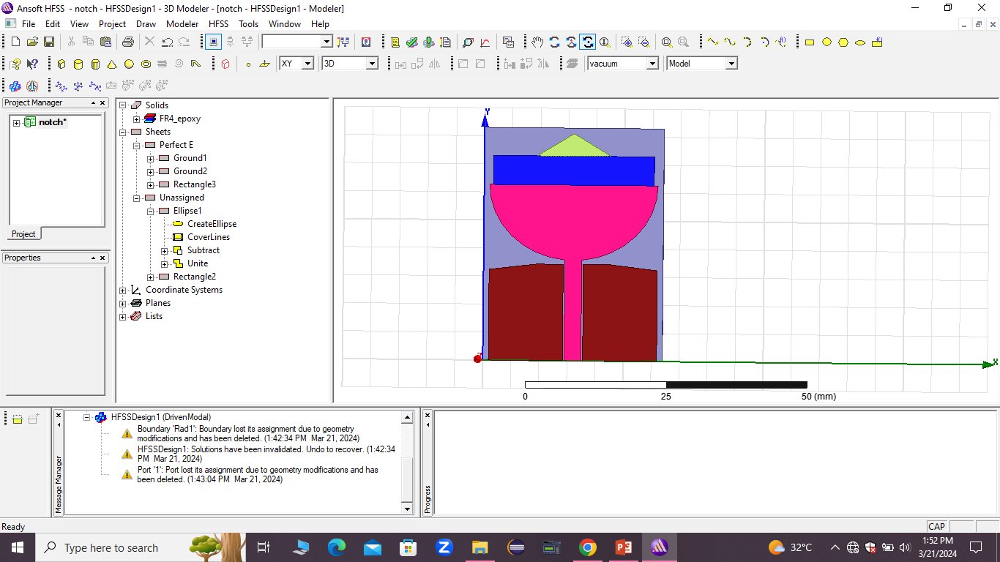 Ansoft HFSS - notch - HFSSDesign1 - 3D Modeler - [notch - HFSSDesign1 - Modeler]
File Edit View Project Draw Modeler HFSS Tools Window Help
XY 3D vacuum Model
Project Manager
notch*
Project
Properties
Solids
FR4_epoxy
Sheets
Perfect E
Ground1
Ground2
Rectangle3
Unassigned
Ellipse1
CreateEllipse
CoverLines
Subtract
Unite
Rectangle2
Coordinate Systems
Planes
Lists
Y
Z
X
0 25 50 (mm)
HFSSDesign1 (DrivenModal)
Boundary 'Rad1': Boundary lost its assignment due to geometry
modifications and has been deleted. (1:42:34 PM Mar 21, 2024)
HFSSDesign1: Solutions have been invalidated. Undo to recover. (1:42:34
PM Mar 21, 2024)
Port '1': Port lost its assignment due to geometry modifications and has
been deleted. (1:43:04 PM Mar 21, 2024)
Message Manager
Progress
Ready
CAP
Type here to search
32°C
1:52 PM
3/21/2024